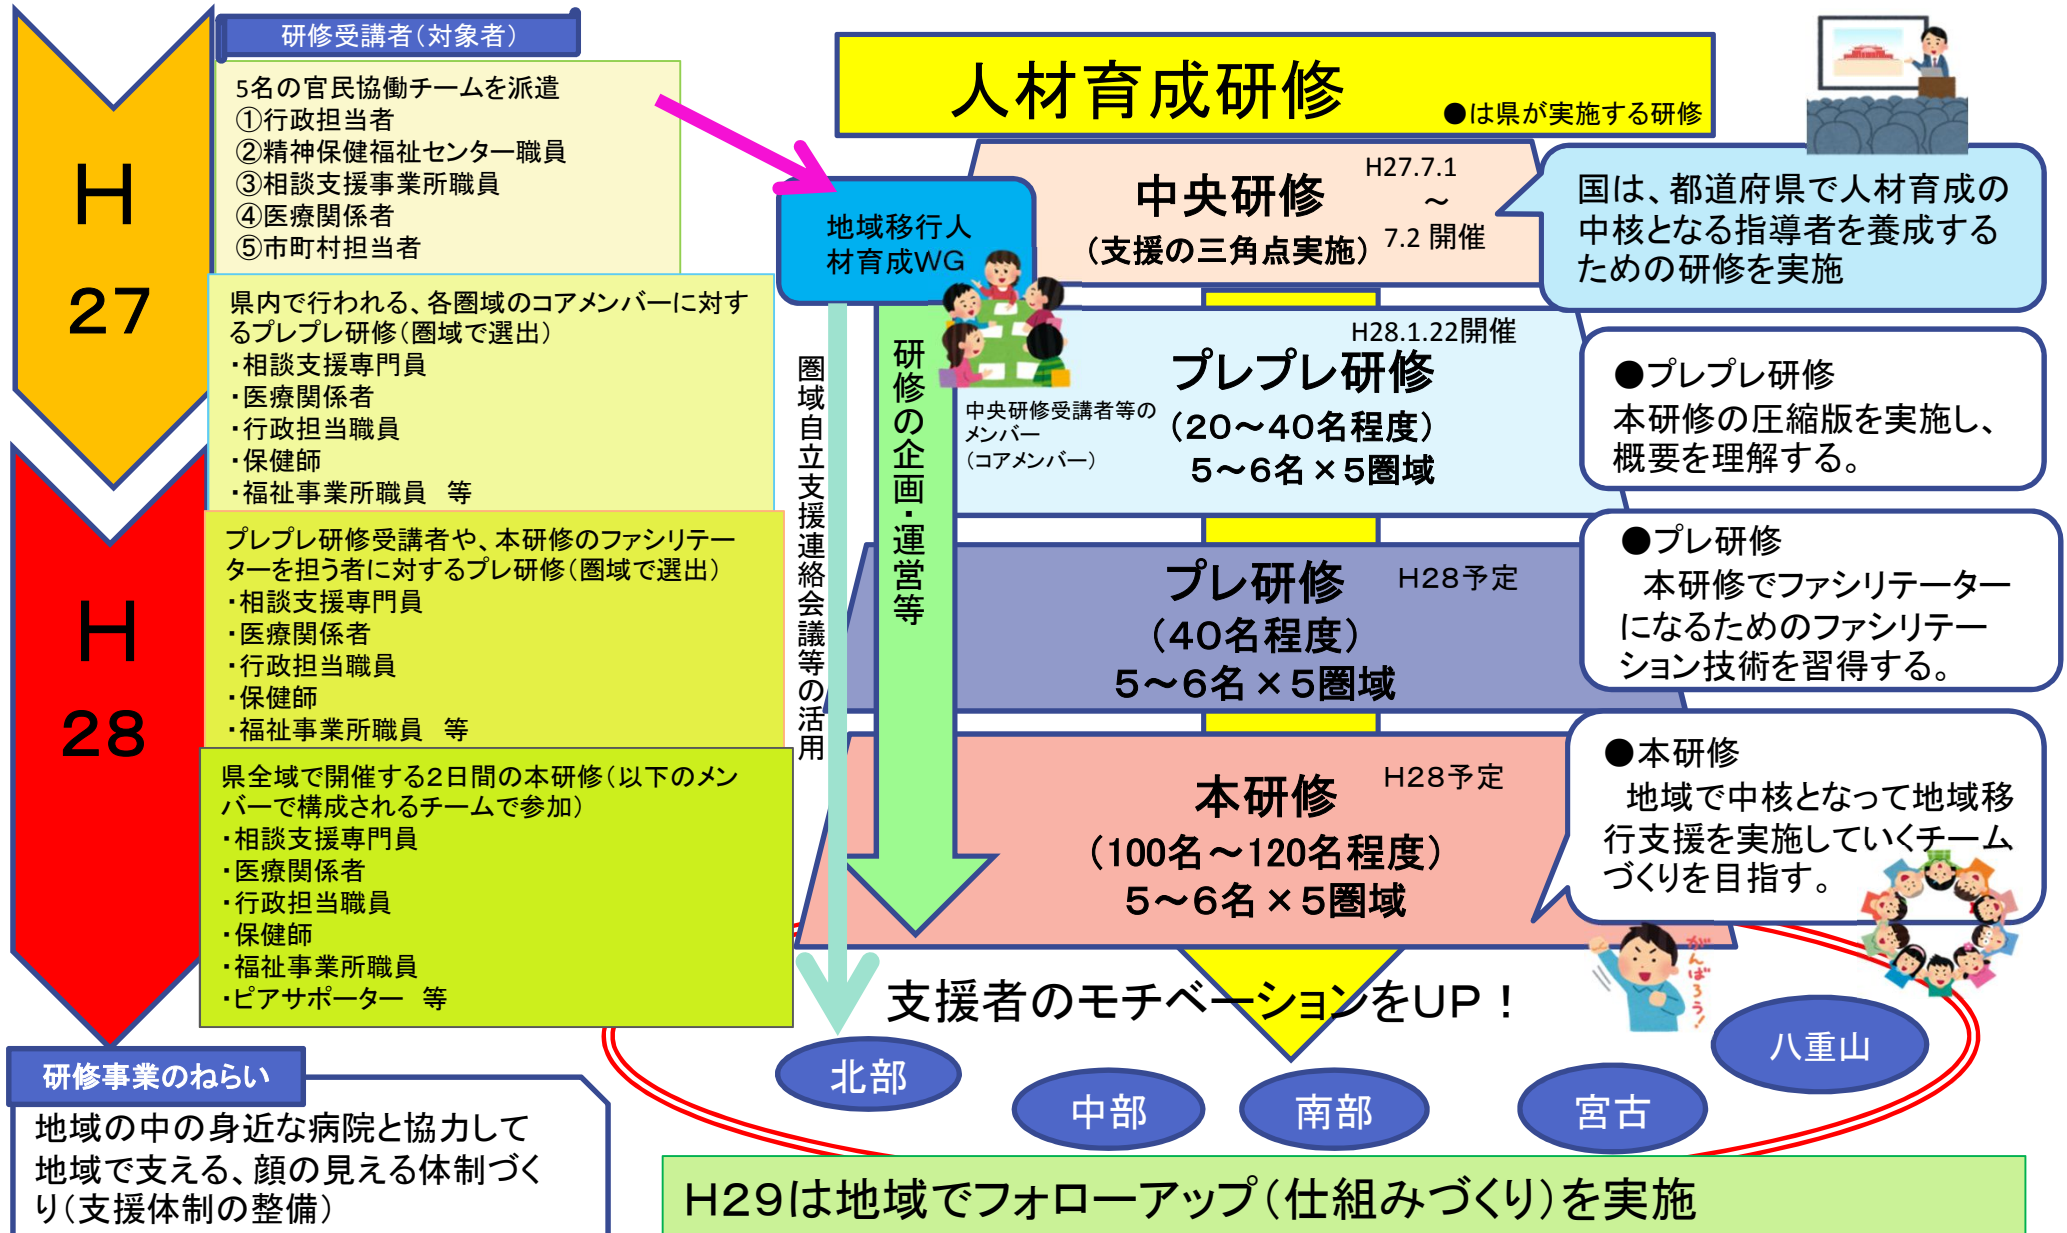 研修受講者(対象者)
H
27
5名の官民協働チームを派遣
①行政担当者
②精神保健福祉センター職員
③相談支援事業所職員
④医療関係者
⑤市町村担当者
県内で行われる、各圏域のコアメンバーに対す
るプレプレ研修(圏域で選出)
・相談支援専門員
・医療関係者
・行政担当職員
・保健師
・福祉事業所職員 等
H
28
プレプレ研修受講者や、本研修のファシリテー
ターを担う者に対するプレ研修(圏域で選出)
・相談支援専門員
・医療関係者
・行政担当職員
・保健師
・福祉事業所職員 等
県全域で開催する2日間の本研修(以下のメン
バーで構成されるチームで参加)
・相談支援専門員
・医療関係者
・行政担当職員
・保健師
・福祉事業所職員
・ピアサポーター 等
研修事業のねらい
地域の中の身近な病院と協力して
地域で支える、顔の見える体制づく
り(支援体制の整備)
人材育成研修
●は県が実施する研修
地域移行人
材育成WG
圏域自立支援連絡会議等の活用
研修の企画・運営等
中央研修
(支援の三角点実施)
H27.7.1
~
7.2 開催
国は、都道府県で人材育成の
中核となる指導者を養成する
ための研修を実施
H28.1.22開催
プレプレ研修
(20~40名程度)
5~6名×5圏域
中央研修受講者等の
メンバー
(コアメンバー)
●プレプレ研修
本研修の圧縮版を実施し、
概要を理解する。
プレ研修 H28予定
(40名程度)
5~6名×5圏域
●プレ研修
本研修でファシリテーター
になるためのファシリテー
ション技術を習得する。
本研修 H28予定
(100名~120名程度)
5~6名×5圏域
●本研修
地域で中核となって地域移
行支援を実施していくチーム
づくりを目指す。
がんばろう!
支援者のモチベーションをUP!
北部
中部
南部
宮古
八重山
H29は地域でフォローアップ(仕組みづくり)を実施